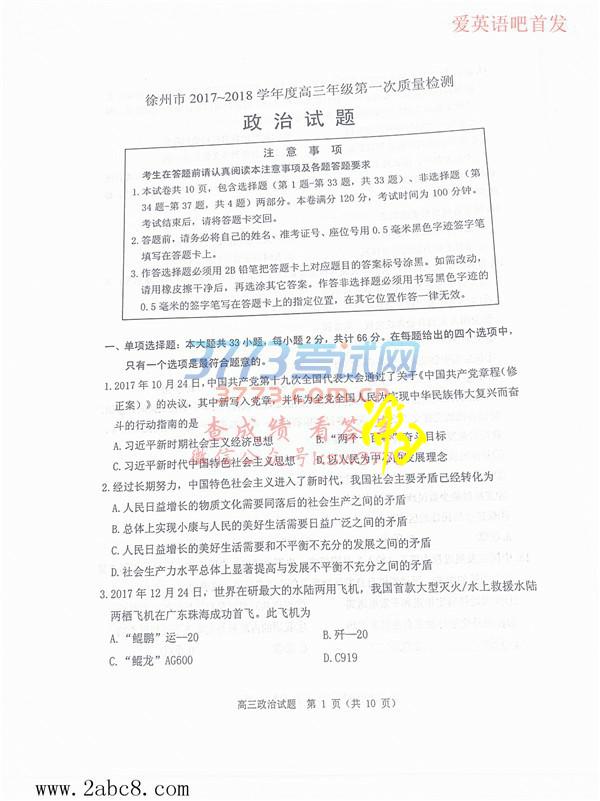 爱英语吧首发
徐州市 2017~2018 学年度高三年级第一次质量检测
政 治 试 题
注 意 事 项
考生在答题前请认真阅读本注意事项及各题答题要求
1.本试卷共 10 页，包含选择题（第 1 题-第 33 题，共 33 题）、非选择题（第
34 题-第 37 题，共 4 题）两部分。本卷满分 120 分，考试时间为 100 分钟。
考试结束后，请将答题卡交回。
2.答题前，请务必将自己的姓名、准考证号、座位号用 0.5 毫米黑色字迹签字笔
填写在答题卡上。
3.作答选择题必须用 2B 铅笔把答题卡上对应题目的答案标号涂黑。如需改动，
请用橡皮擦干净后，再选涂其它答案。作答非选择题必须用书写黑色字迹的
0.5 毫米的签字笔写在答题卡上的指定位置，在其它位置作答一律无效。
一、单项选择题：本大题共 33 小题，每小题 2 分，共计 66 分。在每题给出的四个选项中，
只有一个选项是最符合题意的。
3773考试网
1.2017 年 10 月 24 日，中国共产党第十九次全国代表大会通过了关于《中国共产党章程（修
3773.com.cn
正案）》的决议，其中新写入党章，并作为全党全国人民为实现中华民族伟大复兴而奋
斗的行动指南的是
查成绩 看答案
A.习近平新时期社会主义经济思想 B.“两个一百年”奋斗目标
微信公众号
C.习近平新时代中国特色社会主义思想 D.以人民为中心的发展理念
2.经过长期努力，中国特色社会主义进入了新时代，我国社会主要矛盾已经转化为
A.人民日益增长的物质文化需要同落后的社会生产之间的矛盾
B.总体上实现小康与人民的美好生活需要日益广泛之间的矛盾
C.人民日益增长的美好生活需要和不平衡不充分的发展之间的矛盾
D.社会生产力水平总体上显著提高与发展不平衡不充分之间的矛盾
3.2017 年 12 月 24 日，世界在研最大的水陆两用飞机，我国首款大型灭火/水上救援水陆
两栖飞机在广东珠海成功首飞。此飞机为
A.“鲲鹏”运—20 B.歼—20
C.“鲲龙”AG600 D.C919
高三政治试题 第 1 页（共 10 页）
www.2abc8.com